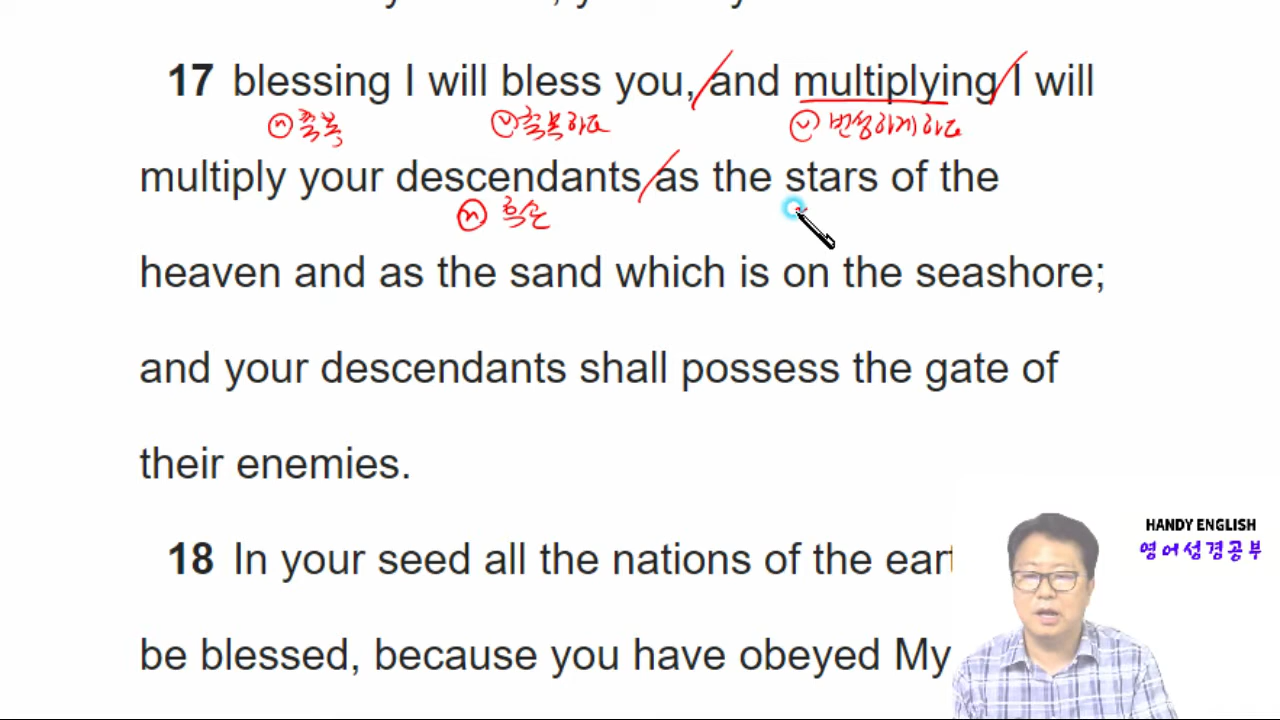 17 blessing I will bless you, and multiplying I will
ⓝ축복 ⓥ축복하다 ⓥ 번성하게하다
multiply your descendants as the stars of the
ⓝ 후손
heaven and as the sand which is on the seashore;
and your descendants shall possess the gate of
their enemies.
HANDY ENGLISH
영어성경공부
18 In your seed all the nations of the
be blessed, because you have obeyed My